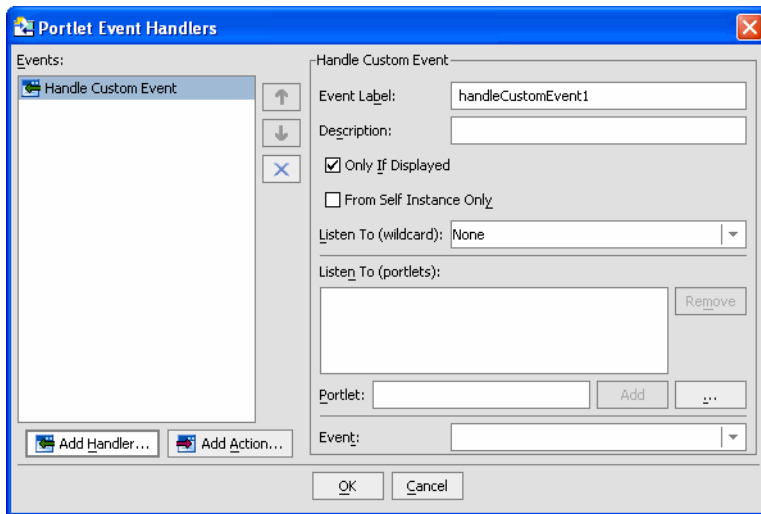 Portlet Event Handlers
Events:
Handle Custom Event
Add Handler...
Add Action...
Handle Custom Event
Event Label: handleCustomEvent1
Description:
Only If Displayed
From Self Instance Only
Listen To (wildcard): None
Listen To (portlets):
Remove
Portlet:
Add
...
Event:
OK
Cancel